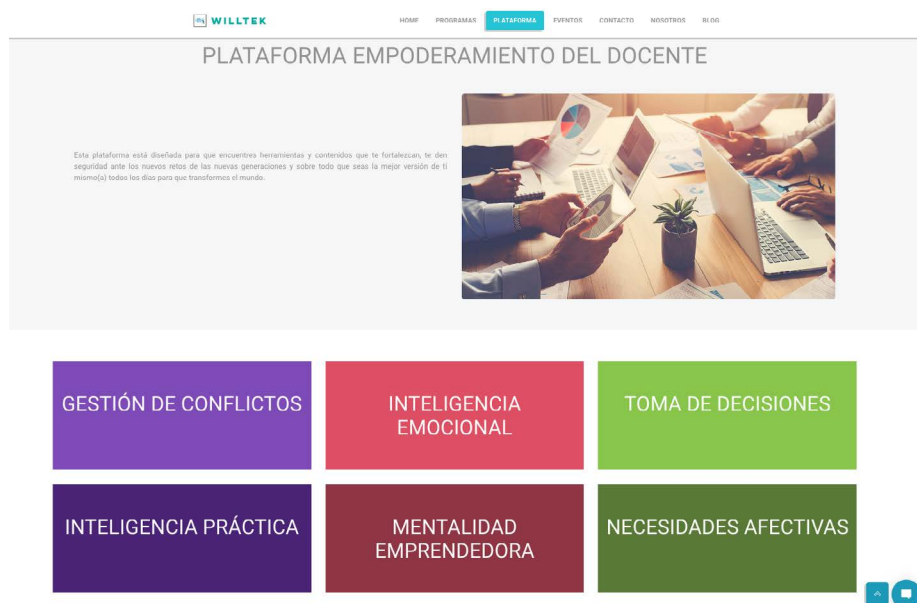 WILLTEK
HOME PROGRAMAS PLATAFORMA EVENTOS CONTACTO NOSOTROS BLOG
PLATAFORMA EMPODERAMIENTO DEL DOCENTE
Esta plataforma está diseñada para que encuentres herramientas y contenidos que te fortalezcan, te den
seguridad ante los nuevos retos de las nuevas generaciones y sobre todo que seas la mejor versión de ti
mismo(a) todos los días para que transformes el mundo.
GESTIÓN DE CONFLICTOS
INTELIGENCIA
EMOCIONAL
TOMA DE DECISIONES
INTELIGENCIA PRÁCTICA
MENTALIDAD
EMPRENDEDORA
NECESIDADES AFECTIVAS